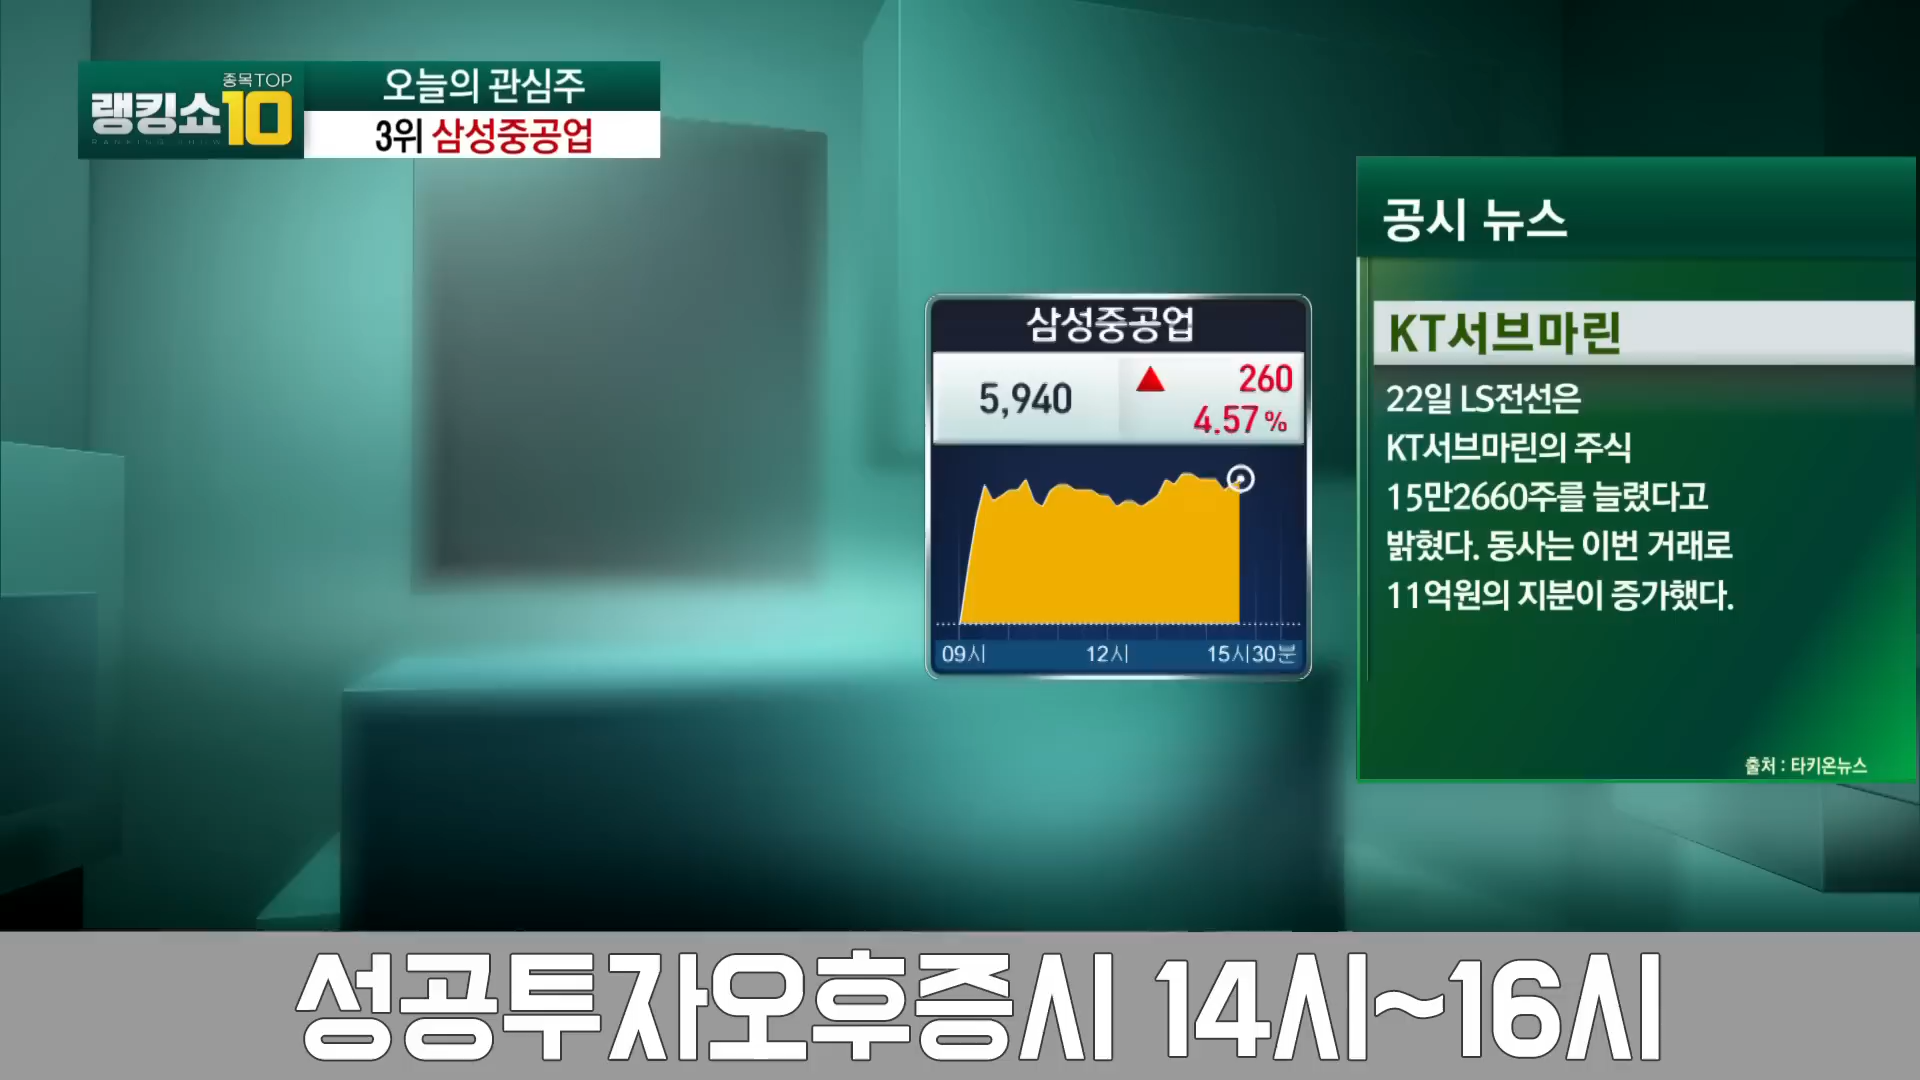 종목TOP
랭킹쇼10
RANKING SHOW
오늘의 관심주
3위 삼성중공업
공시 뉴스
KT서브마린
22일 LS전선은
KT서브마린의 주식
15만2660주를 늘렸다고
밝혔다. 동사는 이번 거래로
11억원의 지분이 증가했다.
출처 : 타키온뉴스
삼성중공업
5,940 ▲ 260
4.57 %
09시 12시 15시30분
성공투자오후증시 14시~16시